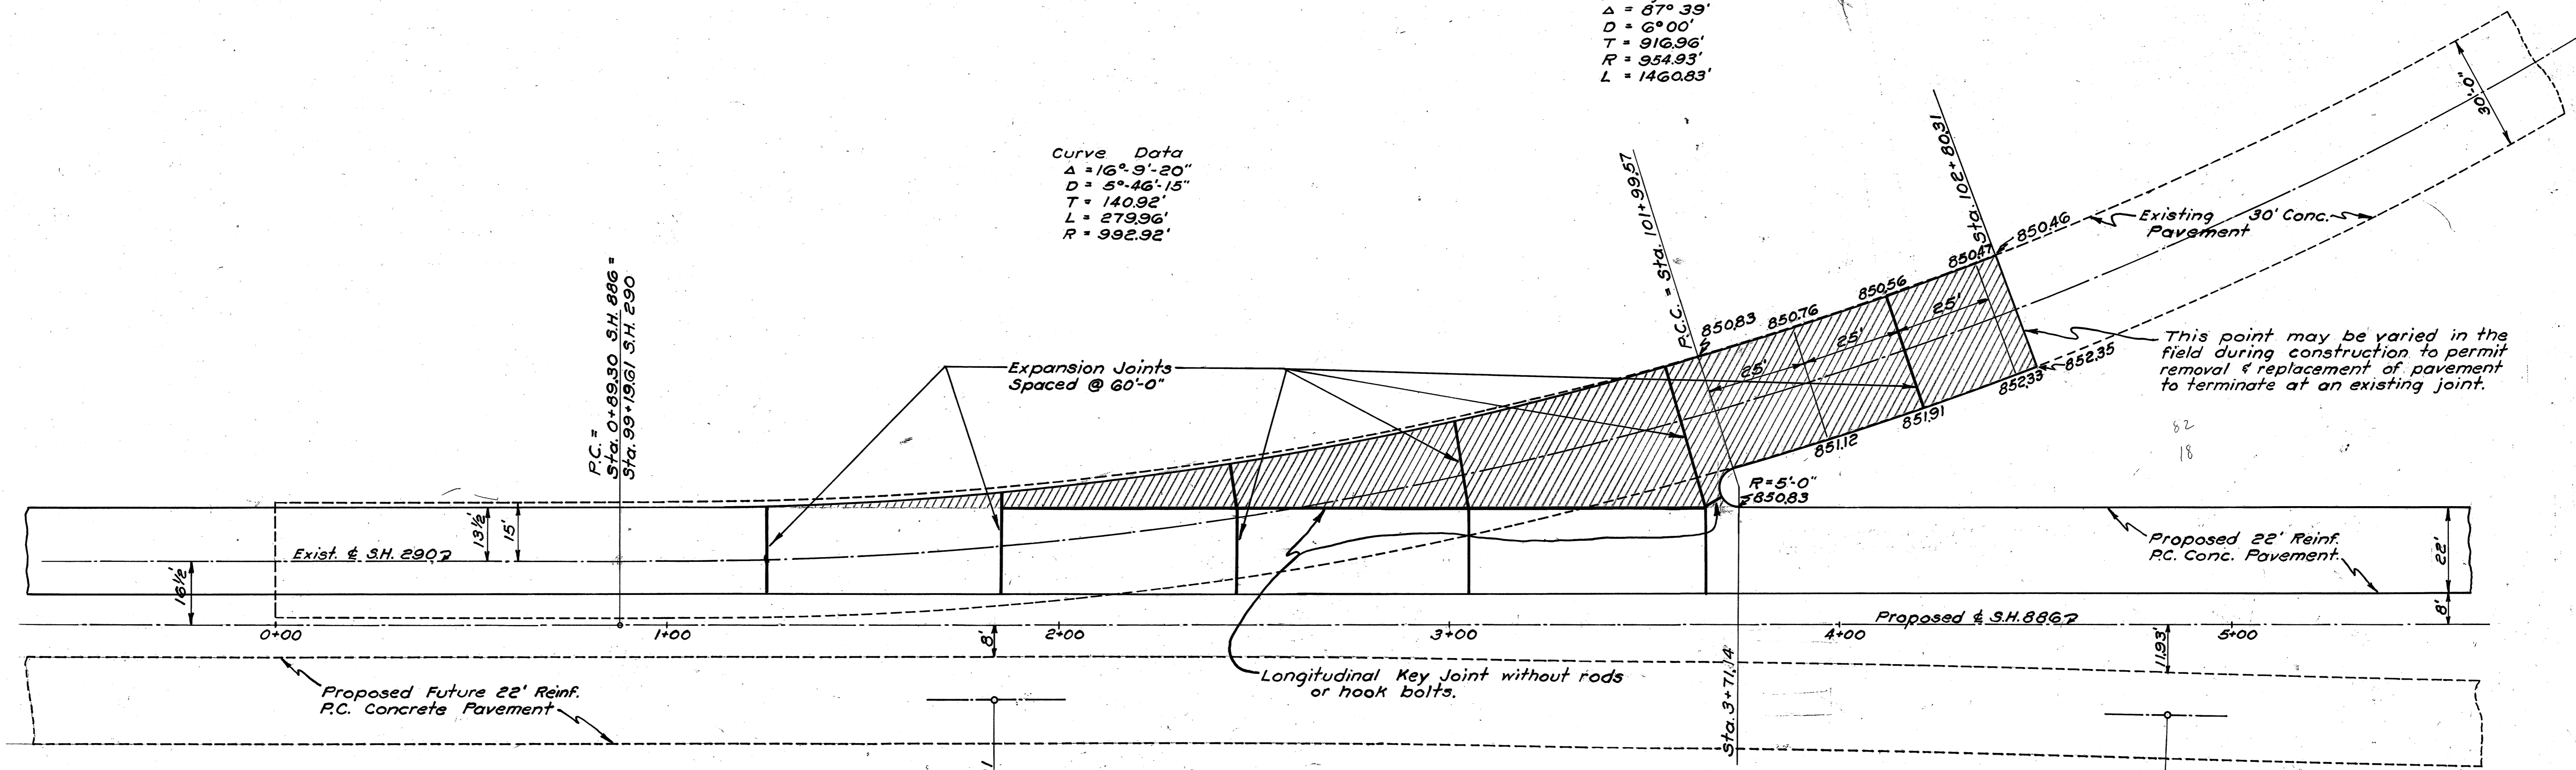 Δ = 87° 39'
D = 6° 00'
T = 916.96'
R = 954.93'
L = 1460.83'
Curve Data
Δ = 16°-9'-20"
D = 5°-46'-15"
T = 140.92'
L = 279.96'
R = 992.92'
30'-0"
P.C.C. = Sta. 101+99.57
Sta. 102+80.31
Existing 30' Conc.
Pavement
850.46
850.47
850.56
850.76
850.83
25'
25'
25'
852.35
852.33
851.91
851.12
This point may be varied in the
field during construction to permit
removal & replacement of pavement
to terminate at an existing joint.
82
18
P.C. =
Sta. 0+89.30 S.H. 886 =
Sta. 99+19.61 S.H. 290
Expansion Joints
Spaced @ 60'-0"
R=5'-0"
850.83
13½'
15'
Exist. ℄ S.H. 290
16½'
Proposed 22' Reinf.
P.C. Conc. Pavement
22'
8'
Proposed ℄ S.H. 886
0+00
1+00
2+00
3+00
4+00
5+00
8'
11.93'
Longitudinal Key Joint without rods
or hook bolts.
Sta. 3+71.14
Proposed Future 22' Reinf.
P.C. Concrete Pavement